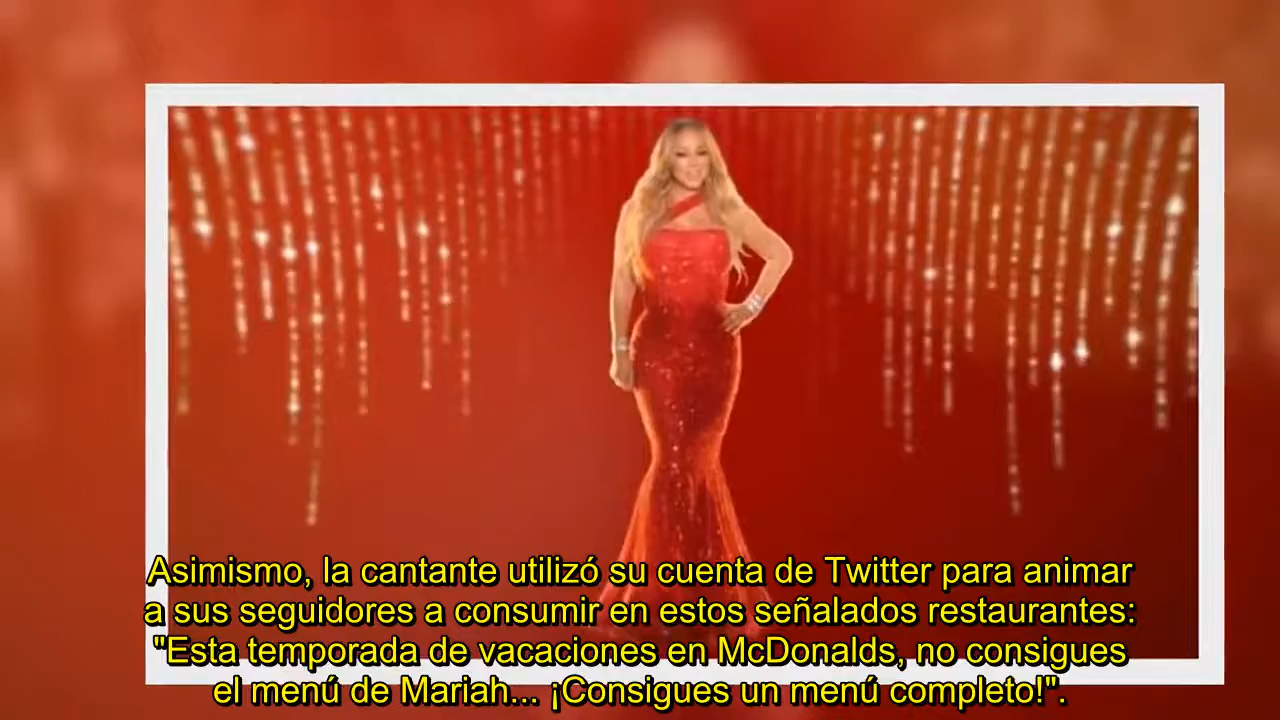 Asimismo, la cantante utilizó su cuenta de Twitter para animar
a sus seguidores a consumir en estos señalados restaurantes:
"Esta temporada de vacaciones en McDonalds, no consigues
el menú de Mariah... ¡Consigues un menú completo!".